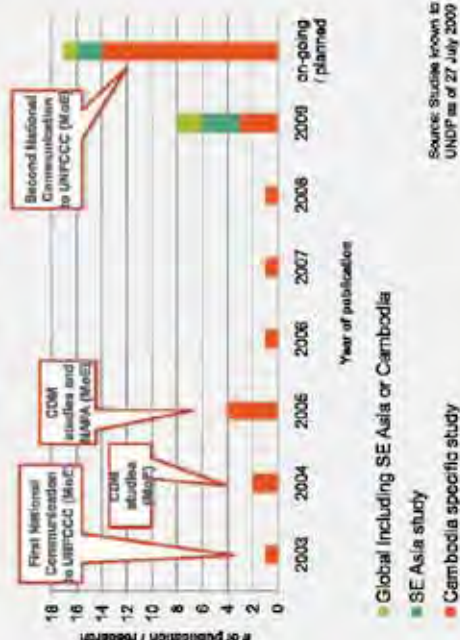 # of publication / research
18
16
14
12
10
8
6
4
2
0
First National
Communication
to UNFCCC (MoE)
CDM
studies
(MoE)
CDM
studies and
NAPA (MoE)
Second National
Communication
to UNFCCC (MoE)
2003
2004
2005
2006
2007
2008
2009
on-going
/ planned
Year of publication
Global including SE Asia or Cambodia
SE Asia study
Cambodia specific study
Source: Studies known to
UNDP as of 27 July 2009